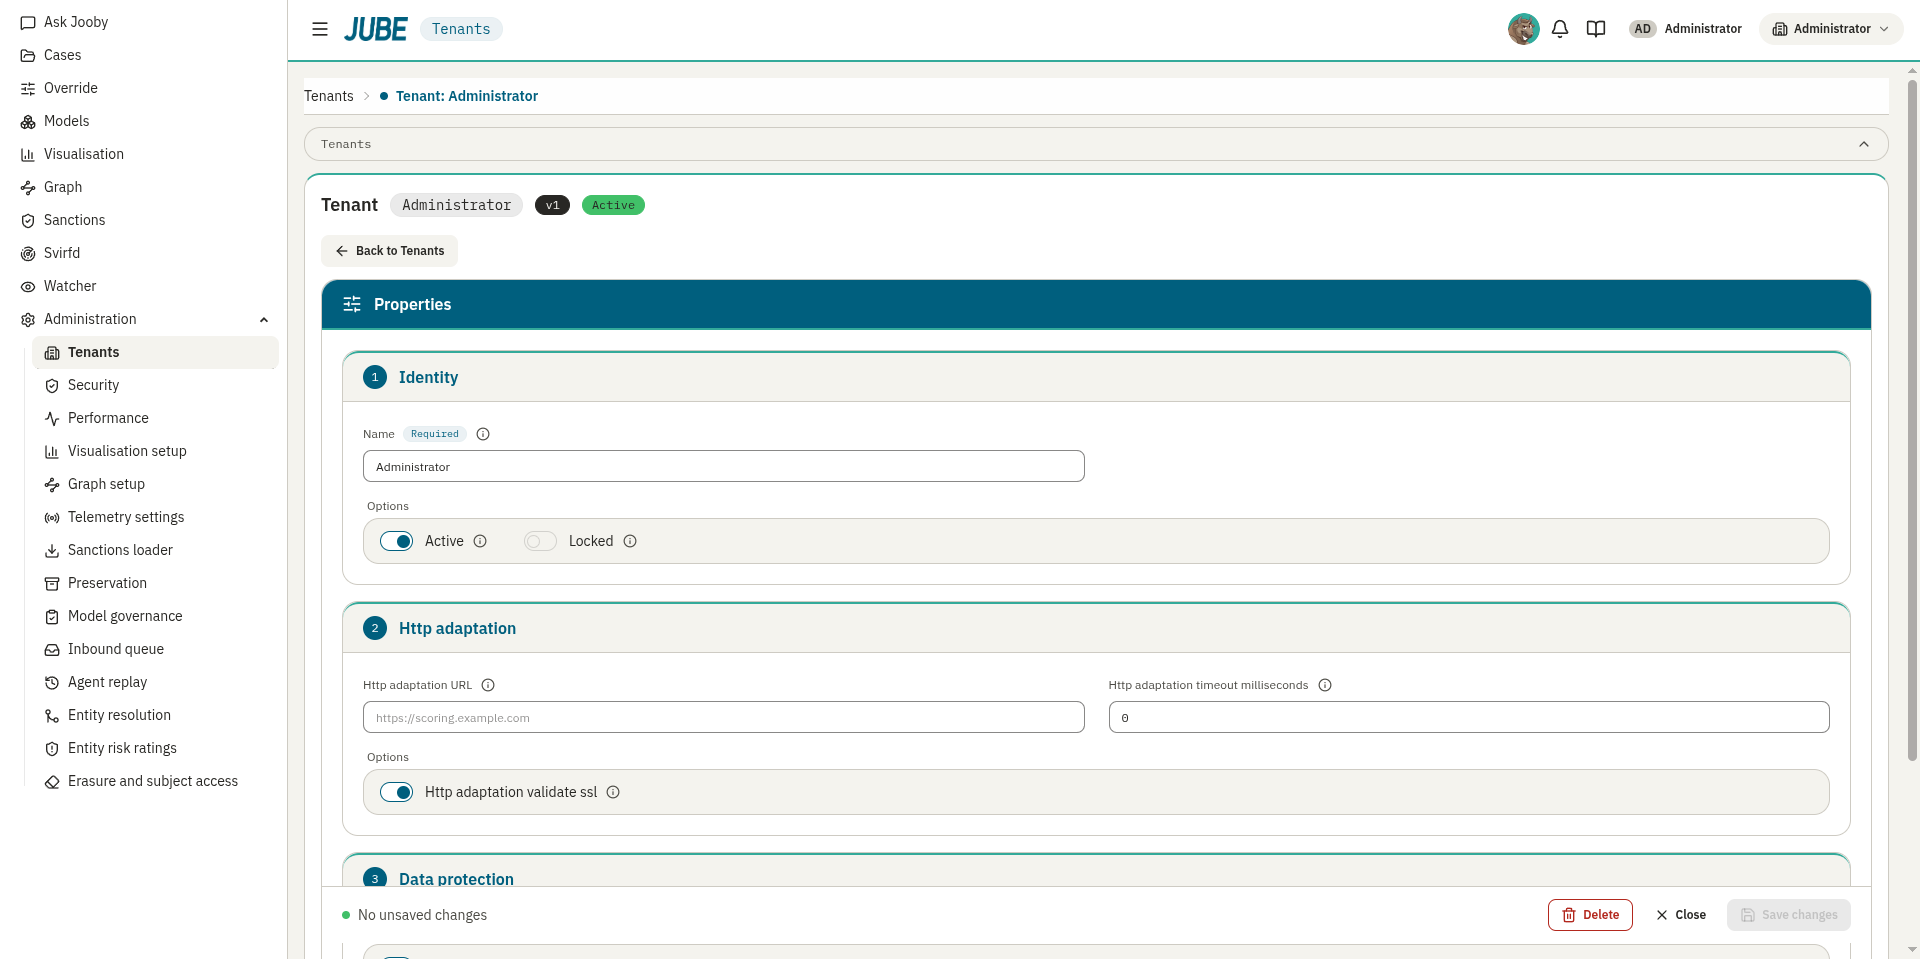 Ask Jooby
Cases
Override
Models
Visualisation
Graph
Sanctions
Svirfd
Watcher
Administration
Tenants
Security
Performance
Visualisation setup
Graph setup
Telemetry settings
Sanctions loader
Preservation
Model governance
Inbound queue
Agent replay
Entity resolution
Entity risk ratings
Erasure and subject access
JUBE Tenants
AD Administrator Administrator
Tenants Tenant: Administrator
Tenants
Tenant Administrator v1 Active
Back to Tenants
Properties
1 Identity
Name Required
Administrator
Options
Active Locked
2 Http adaptation
Http adaptation URL Http adaptation timeout milliseconds
https://scoring.example.com 0
Options
Http adaptation validate ssl
3 Data protection
No unsaved changes Delete Close Save changes